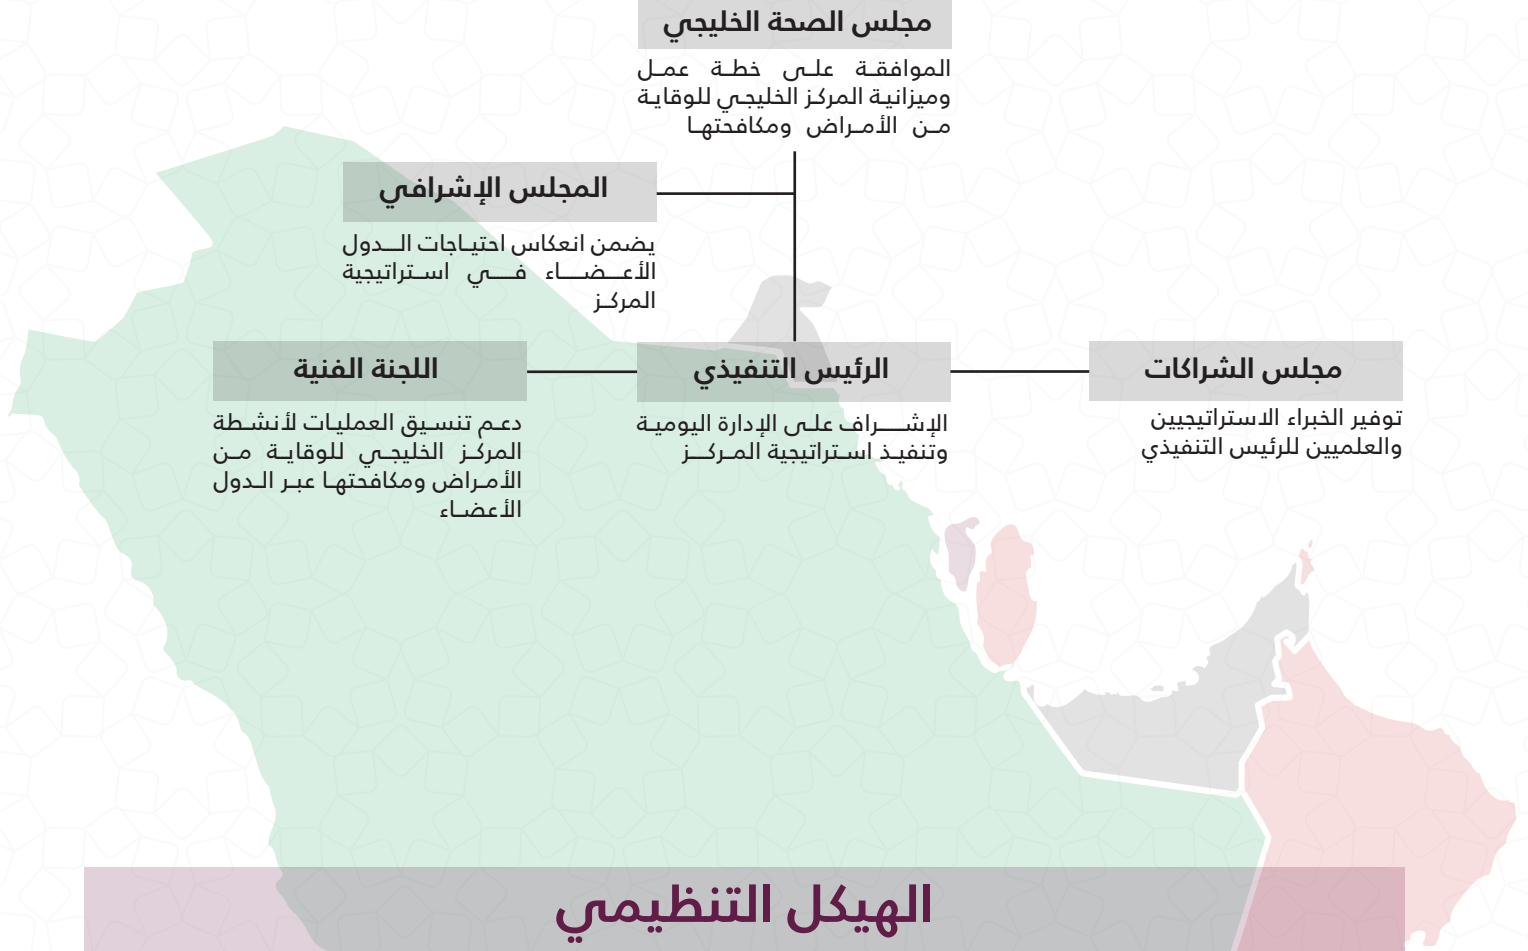 مجلس الصحة الخليجي
الموافقة على خطة عمل
وميزانية المركز الخليجي للوقاية
من الأمراض ومكافحتها
المجلس الإشرافي
يضمن انعكاس احتياجات الدول
الأعضاء في استراتيجية
المركز
مجلس الشراكات
توفير الخبراء الاستراتيجيين
والعلميين للرئيس التنفيذي
الرئيس التنفيذي
الإشراف على الإدارة اليومية
وتنفيذ استراتيجية المركز
اللجنة الفنية
دعم تنسيق العمليات لأنشطة
المركز الخليجي للوقاية من
الأمراض ومكافحتها عبر الدول
الأعضاء
الهيكل التنظيمي